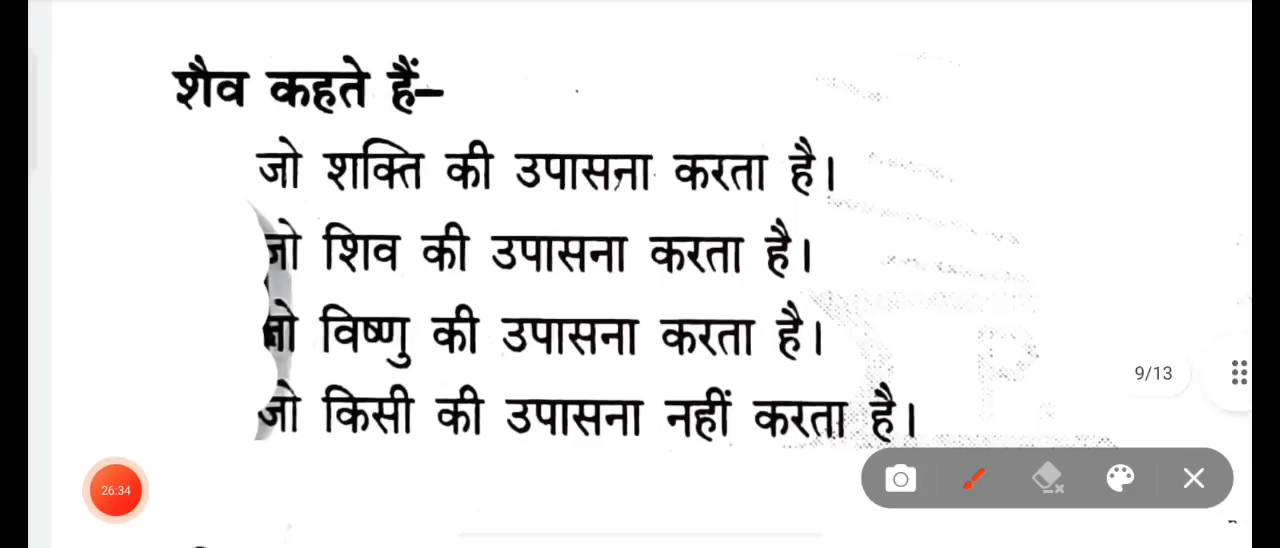 शैव कहते हैं–
जो शक्ति की उपासना करता है।
जो शिव की उपासना करता है।
जो विष्णु की उपासना करता है।
जो किसी की उपासना नहीं करता है।
9/13
26:34